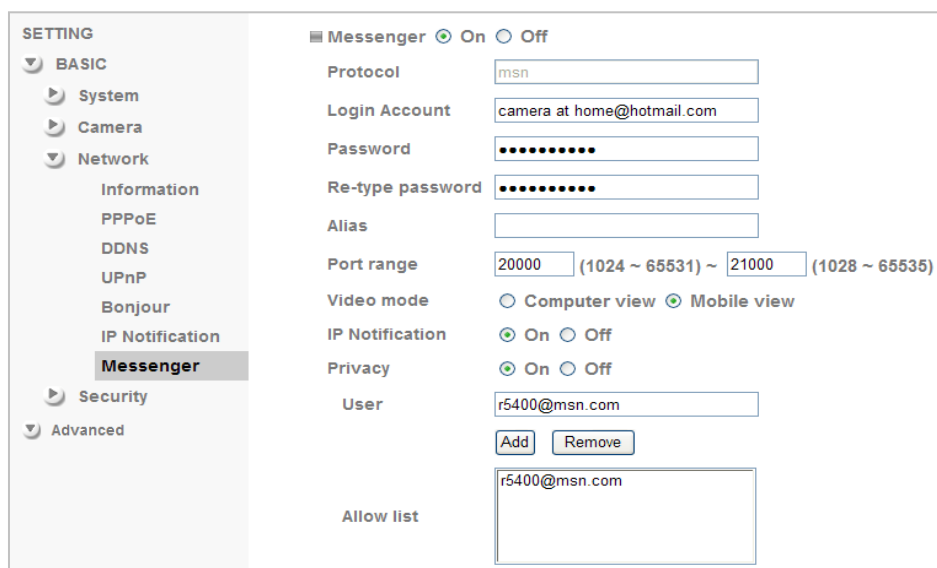 SETTING
BASIC
System
Camera
Network
Information
PPPoE
DDNS
UPnP
Bonjour
IP Notification
Messenger
Security
Advanced
Messenger On Off
Protocol msn
Login Account camera at home@hotmail.com
Password ●●●●●●●●●●
Re-type password ●●●●●●●●●●
Alias
Port range 20000 (1024 ~ 65531) ~ 21000 (1028 ~ 65535)
Video mode Computer view Mobile view
IP Notification On Off
Privacy On Off
User r5400@msn.com
Add Remove
r5400@msn.com
Allow list